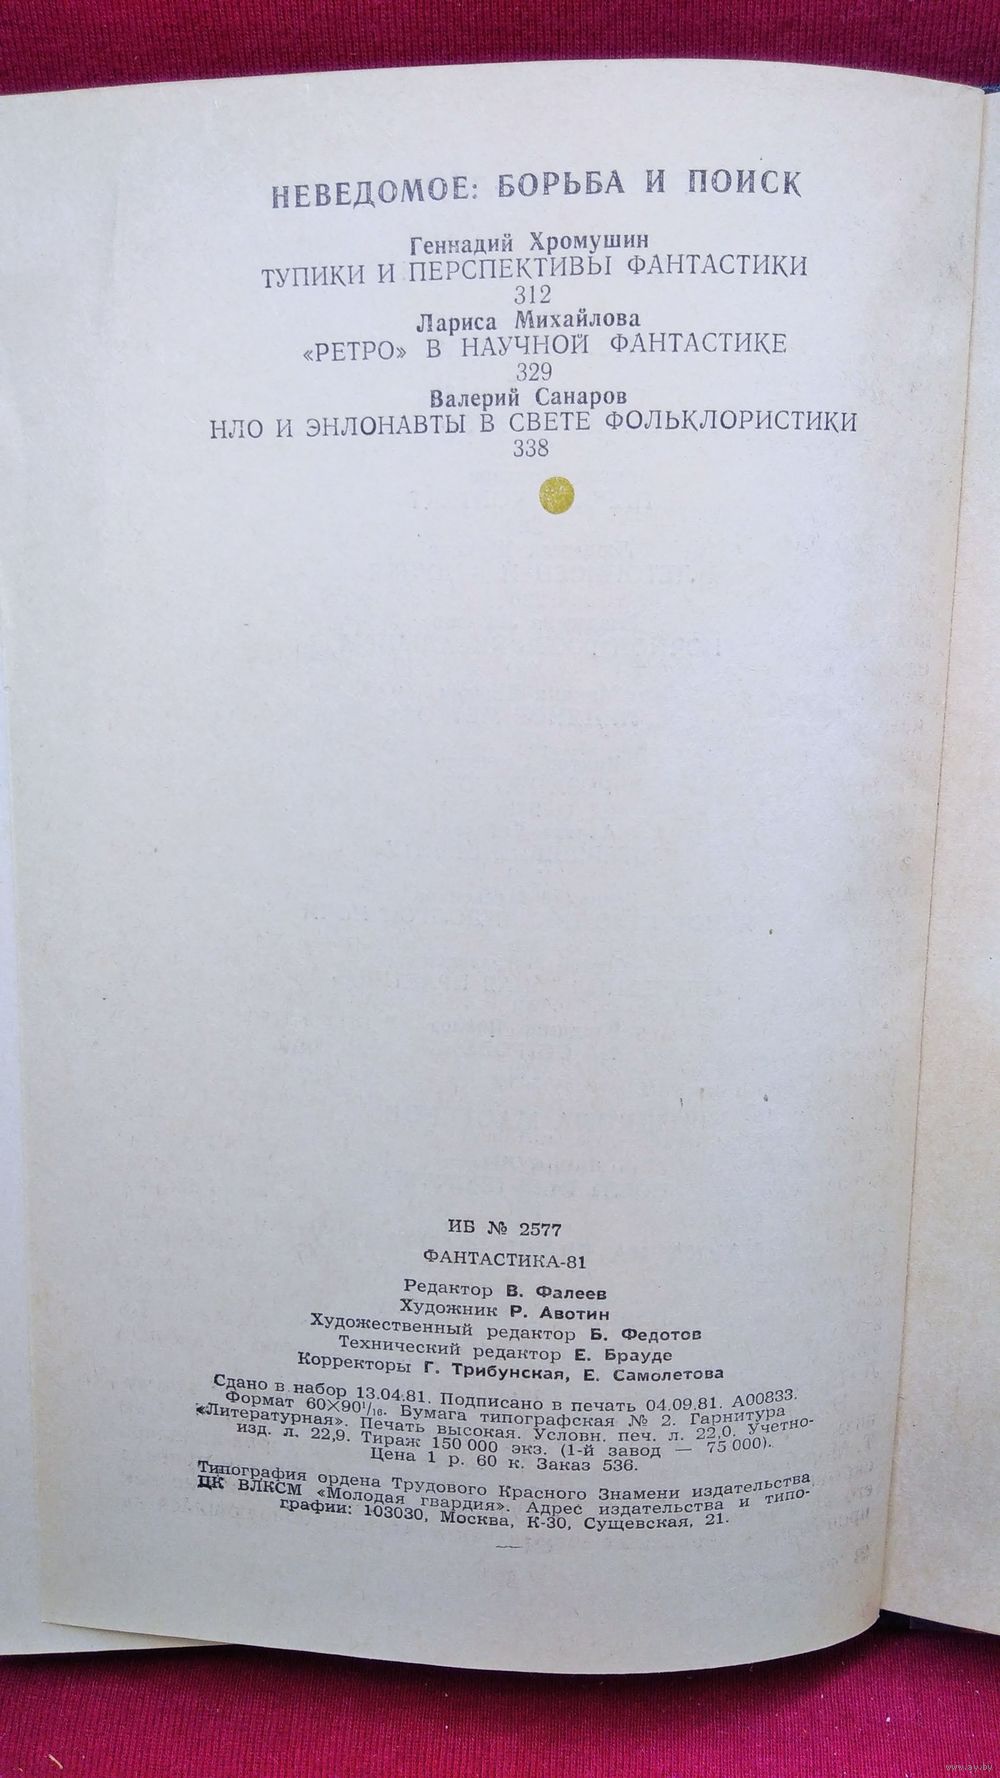 НЕВЕДОМОЕ: БОРЬБА И ПОИСК
Геннадий Хромушин
ТУПИКИ И ПЕРСПЕКТИВЫ ФАНТАСТИКИ
312
Лариса Михайлова
«РЕТРО» В НАУЧНОЙ ФАНТАСТИКЕ
329
Валерий Санаров
НЛО И ЭНЛОНАВТЫ В СВЕТЕ ФОЛЬКЛОРИСТИКИ
338
ИБ № 2577
ФАНТАСТИКА-81
Редактор В. Фалеев
Художник Р. Авотин
Художественный редактор Б. Федотов
Технический редактор Е. Брауде
Корректоры Г. Трибунская, Е. Самолетова
Сдано в набор 13.04.81. Подписано в печать 04.09.81. А00833.
Формат 60×90¹/₁₆. Бумага типографская № 2. Гарнитура
«Литературная». Печать высокая. Условн. печ. л. 22,0. Учетно-
изд. л. 22,9. Тираж 150 000 экз. (1-й завод — 75 000).
Цена 1 р. 60 к. Заказ 536.
Типография ордена Трудового Красного Знамени издательства
ЦК ВЛКСМ «Молодая гвардия». Адрес издательства и типо-
графии: 103030, Москва, К-30, Сущевская, 21.
www.ay.by